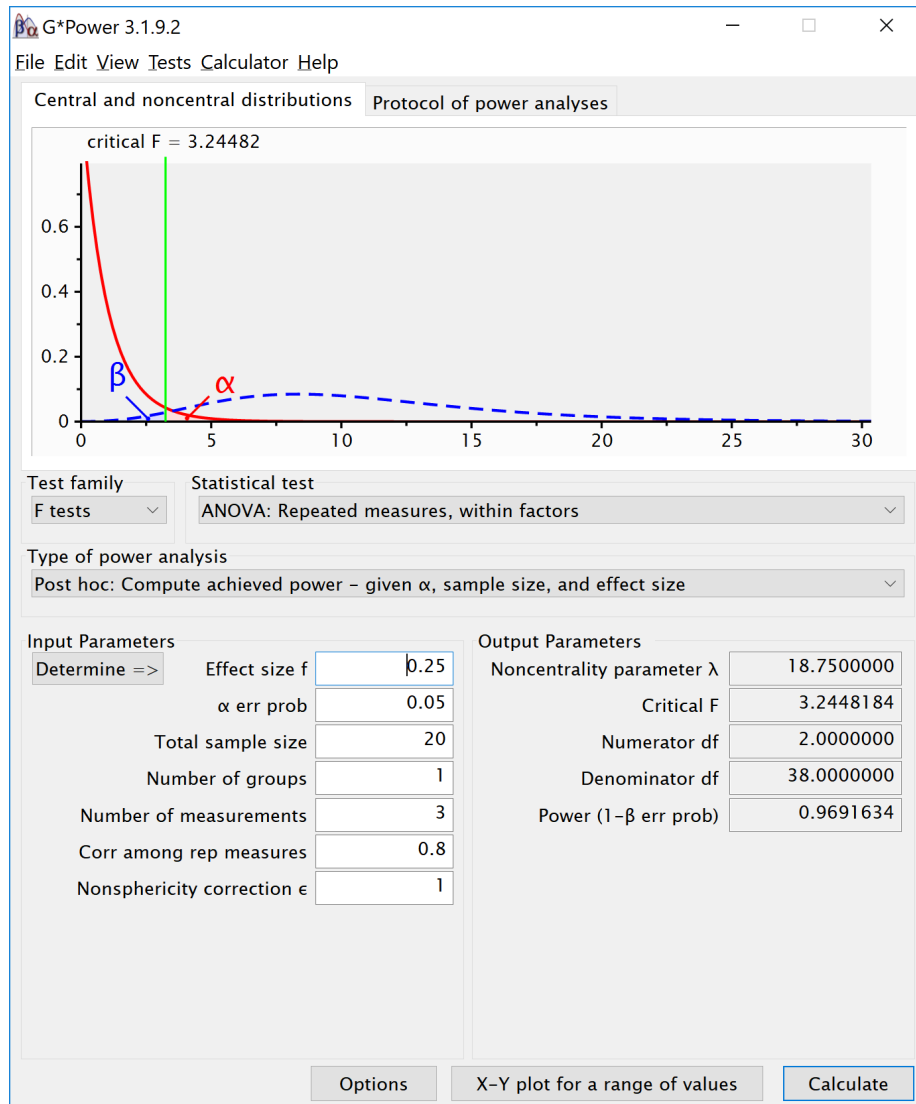 G*Power 3.1.9.2
File Edit View Tests Calculator Help
Central and noncentral distributions Protocol of power analyses
critical F = 3.24482
0.6
0.4
0.2
β α
0
0 5 10 15 20 25 30
Test family Statistical test
F tests ANOVA: Repeated measures, within factors
Type of power analysis
Post hoc: Compute achieved power – given α, sample size, and effect size
Input Parameters
Determine => Effect size f 0.25
α err prob 0.05
Total sample size 20
Number of groups 1
Number of measurements 3
Corr among rep measures 0.8
Nonsphericity correction ϵ 1
Output Parameters
Noncentrality parameter λ 18.7500000
Critical F 3.2448184
Numerator df 2.0000000
Denominator df 38.0000000
Power (1–β err prob) 0.9691634
Options X–Y plot for a range of values Calculate